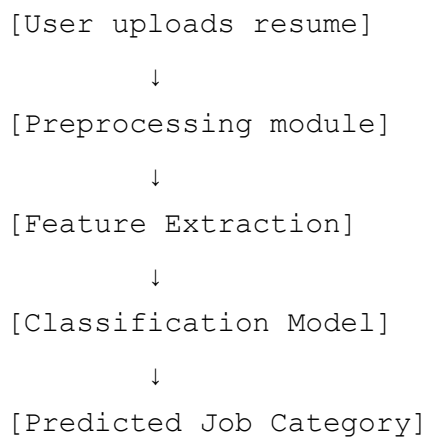 [User uploads resume]
↓
[Preprocessing module]
↓
[Feature Extraction]
↓
[Classification Model]
↓
[Predicted Job Category]